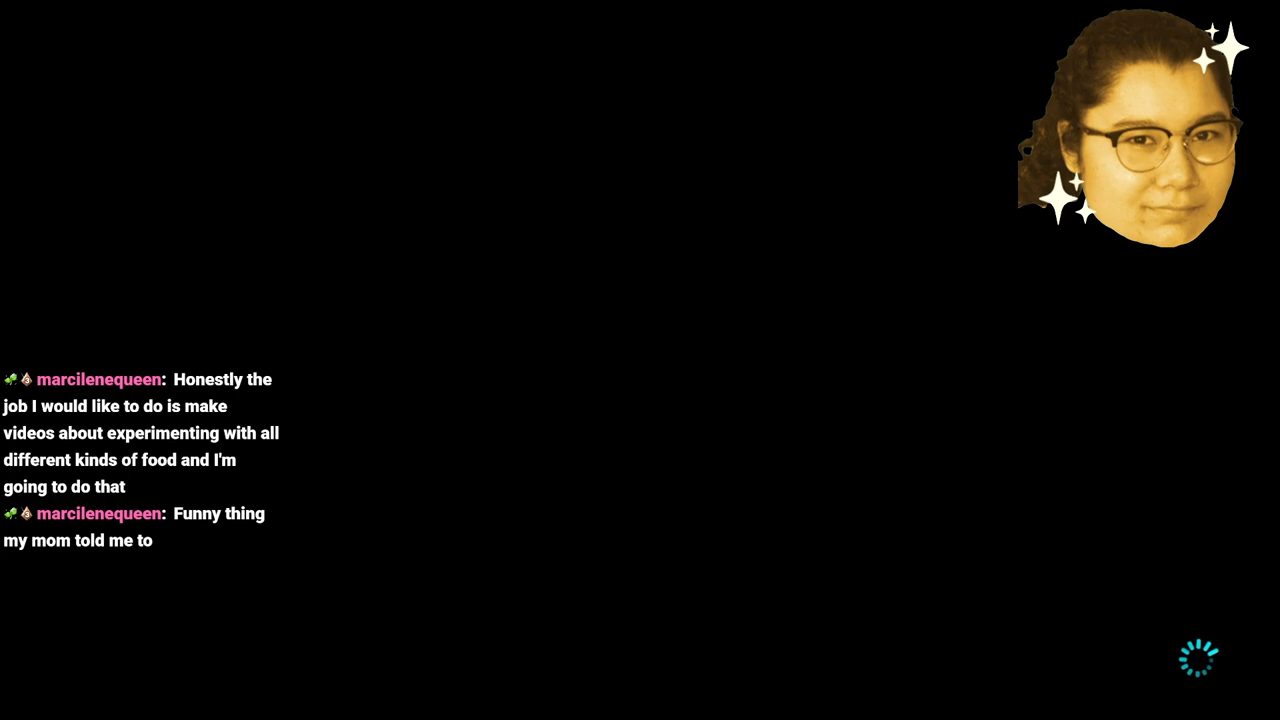 marcilenequeen: Honestly the
job I would like to do is make
videos about experimenting with all
different kinds of food and I'm
going to do that
marcilenequeen: Funny thing
my mom told me to